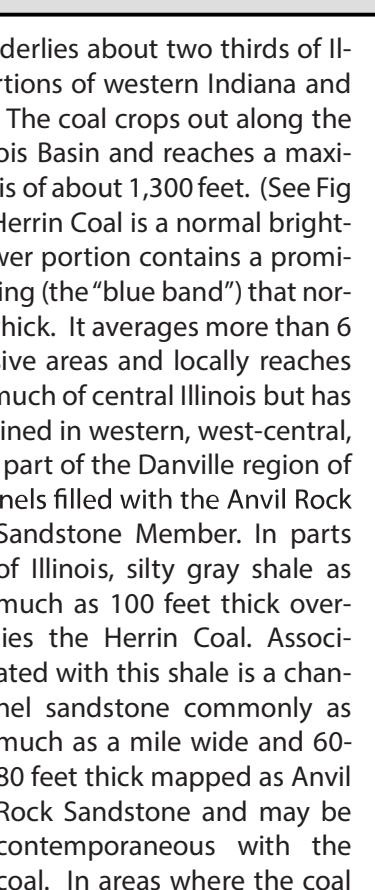 derlies about two thirds of Il-
rtions of western Indiana and
The coal crops out along the
ois Basin and reaches a maxi-
is of about 1,300 feet. (See Fig
Herrin Coal is a normal bright-
wer portion contains a promi-
ing (the “blue band”) that nor-
hick. It averages more than 6
sive areas and locally reaches
much of central Illinois but has
ined in western, west-central,
part of the Danville region of
nels filled with the Anvil Rock
Sandstone Member. In parts
of Illinois, silty gray shale as
much as 100 feet thick over-
lies the Herrin Coal. Associ-
ated with this shale is a chan-
nel sandstone commonly as
much as a mile wide and 60-
80 feet thick mapped as Anvil
Rock Sandstone and may be
contemporaneous with the
coal. In areas where the coal